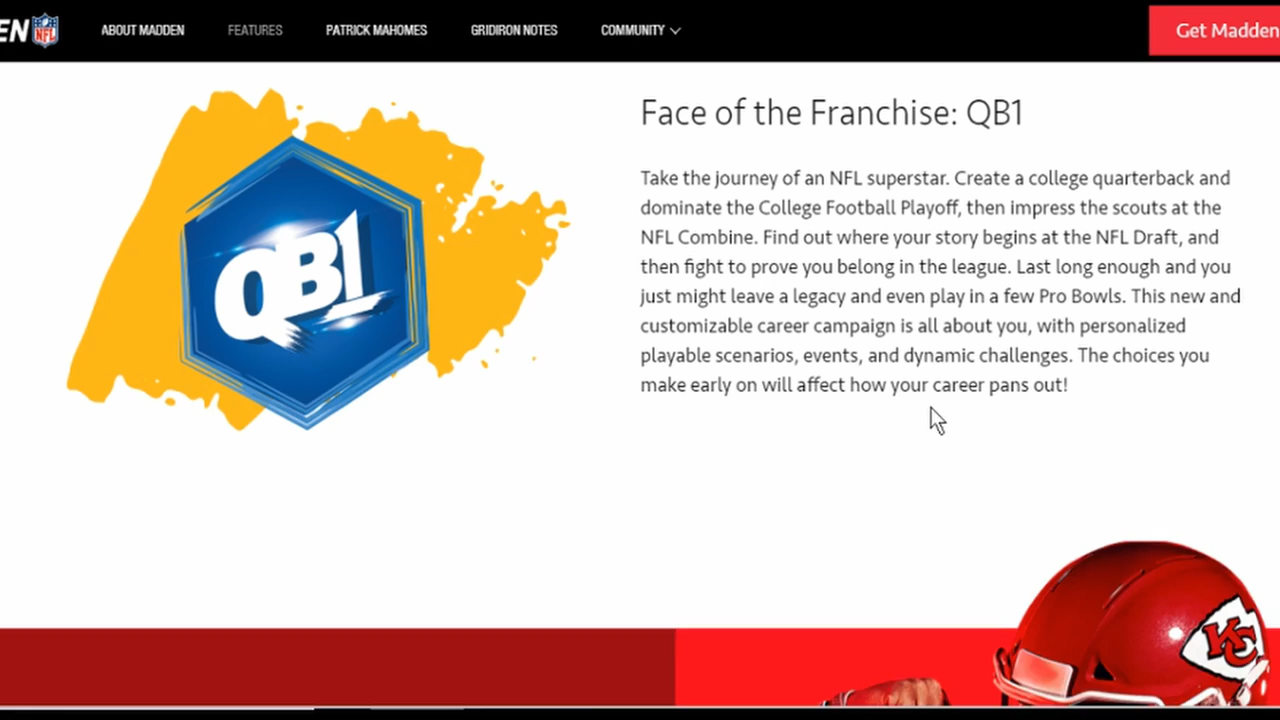 EN
NFL
ABOUT MADDEN
FEATURES
PATRICK MAHOMES
GRIDIRON NOTES
COMMUNITY
Get Madden
QB1
Face of the Franchise: QB1
Take the journey of an NFL superstar. Create a college quarterback and
dominate the College Football Playoff, then impress the scouts at the
NFL Combine. Find out where your story begins at the NFL Draft, and
then fight to prove you belong in the league. Last long enough and you
just might leave a legacy and even play in a few Pro Bowls. This new and
customizable career campaign is all about you, with personalized
playable scenarios, events, and dynamic challenges. The choices you
make early on will affect how your career pans out!
KC